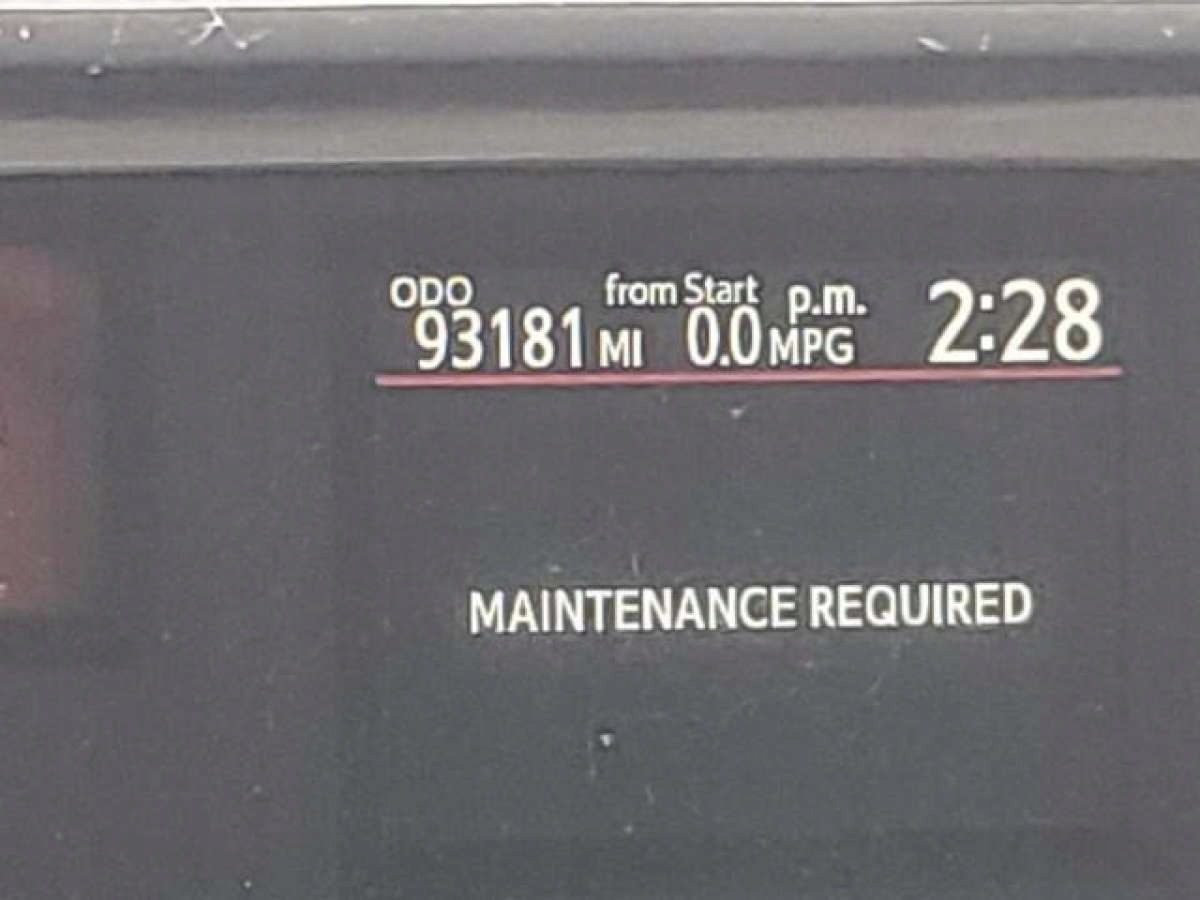 ODO from Start p.m. 2:28
93181 MI 0.0 MPG
MAINTENANCE REQUIRED